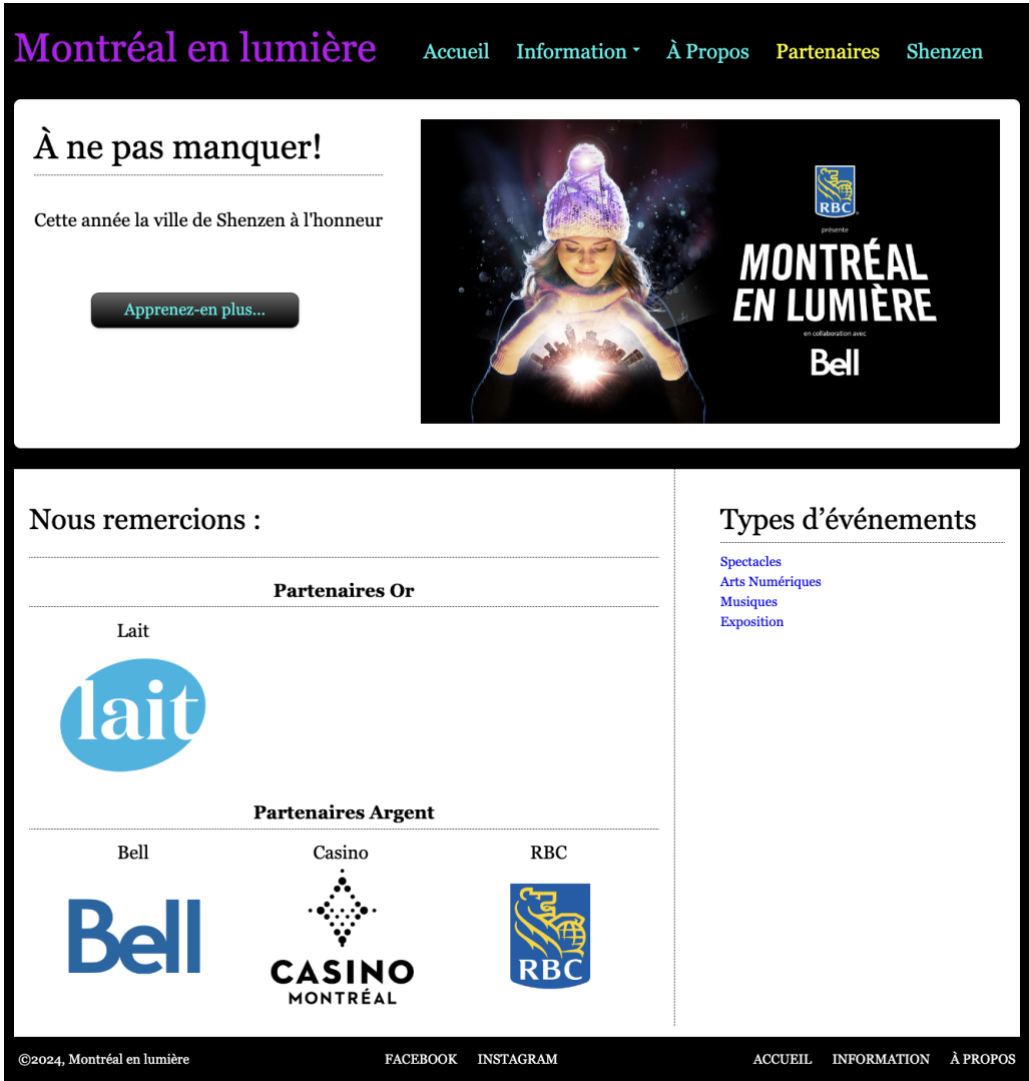 Montréal en lumière
Accueil Information À Propos Partenaires Shenzen
À ne pas manquer!
Cette année la ville de Shenzen à l'honneur
Apprenez-en plus...
RBC
présente
MONTRÉAL
EN LUMIÈRE
en collaboration avec
Bell
Nous remercions :
Partenaires Or
Lait
lait
Partenaires Argent
Bell Casino RBC
Bell
CASINO
MONTRÉAL
RBC
Types d’événements
Spectacles
Arts Numériques
Musiques
Exposition
©2024, Montréal en lumière FACEBOOK INSTAGRAM ACCUEIL INFORMATION À PROPOS